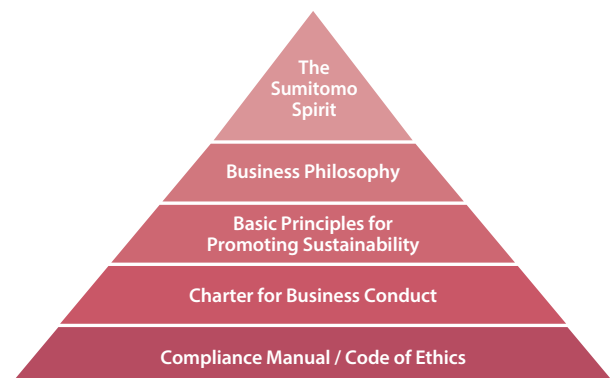 The
Sumitomo
Spirit
Business Philosophy
Basic Principles for
Promoting Sustainability
Charter for Business Conduct
Compliance Manual / Code of Ethics